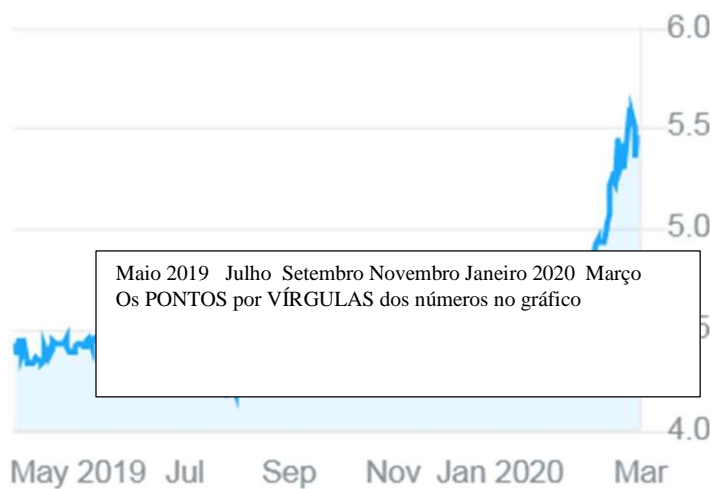 6.0
5.5
5.0
Maio 2019 Julho Setembro Novembro Janeiro 2020 Março
Os PONTOS por VÍRGULAS dos números no gráfico
5
4.0
May 2019 Jul Sep Nov Jan 2020 Mar